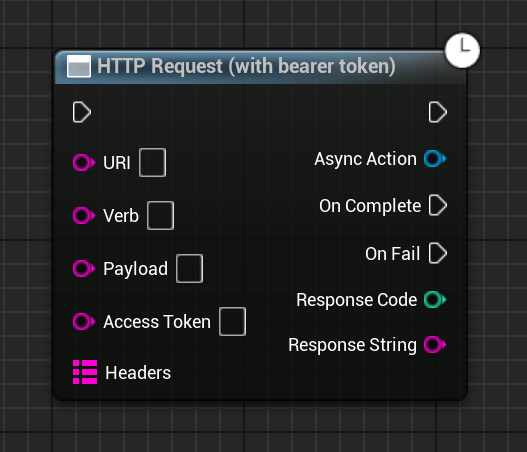 HTTP Request (with bearer token)
URI
Async Action
Verb
On Complete
Payload
On Fail
Access Token
Response Code
Headers
Response String